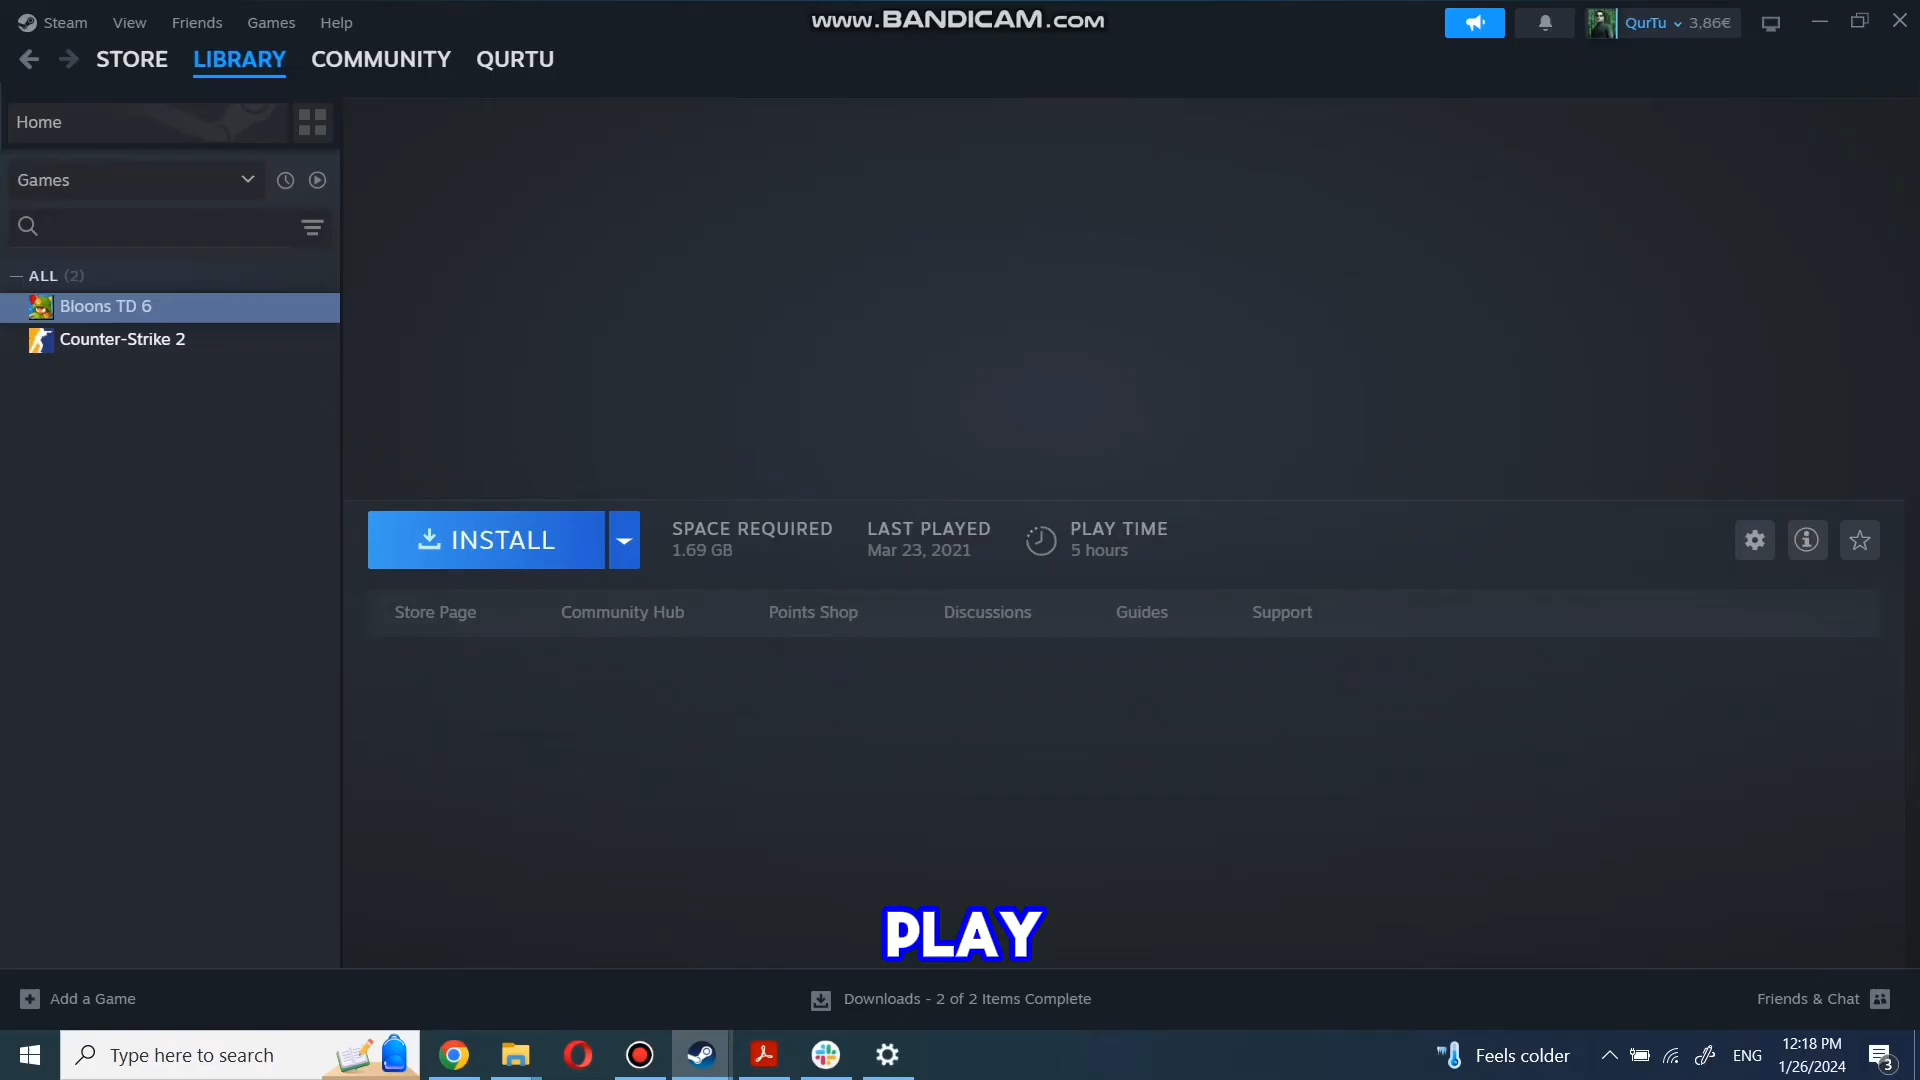 Steam View Friends Games Help
www.BANDICAM.com
QurTu 3,86€
STORE LIBRARY COMMUNITY QURTU
Home
Games
ALL (2)
Bloons TD 6
Counter-Strike 2
INSTALL
SPACE REQUIRED
1.69 GB
LAST PLAYED
Mar 23, 2021
PLAY TIME
5 hours
Store Page Community Hub Points Shop Discussions Guides Support
PLAY
Add a Game
Downloads - 2 of 2 Items Complete
Friends & Chat
Type here to search
Feels colder
ENG
12:18 PM
1/26/2024
3